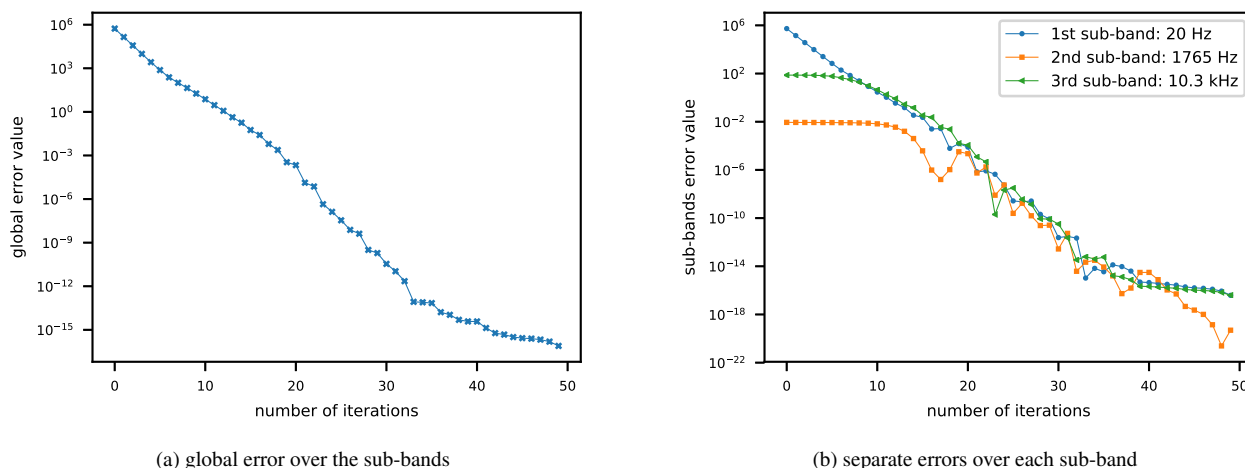 10^6
10^3
10^0
10^−3
10^−6
10^−9
10^−12
10^−15
global error value
0 10 20 30 40 50
number of iterations
(a) global error over the sub-bands
10^6
10^2
10^−2
10^−6
10^−10
10^−14
10^−18
10^−22
sub-bands error value
1st sub-band: 20 Hz
2nd sub-band: 1765 Hz
3rd sub-band: 10.3 kHz
0 10 20 30 40 50
number of iterations
(b) separate errors over each sub-band